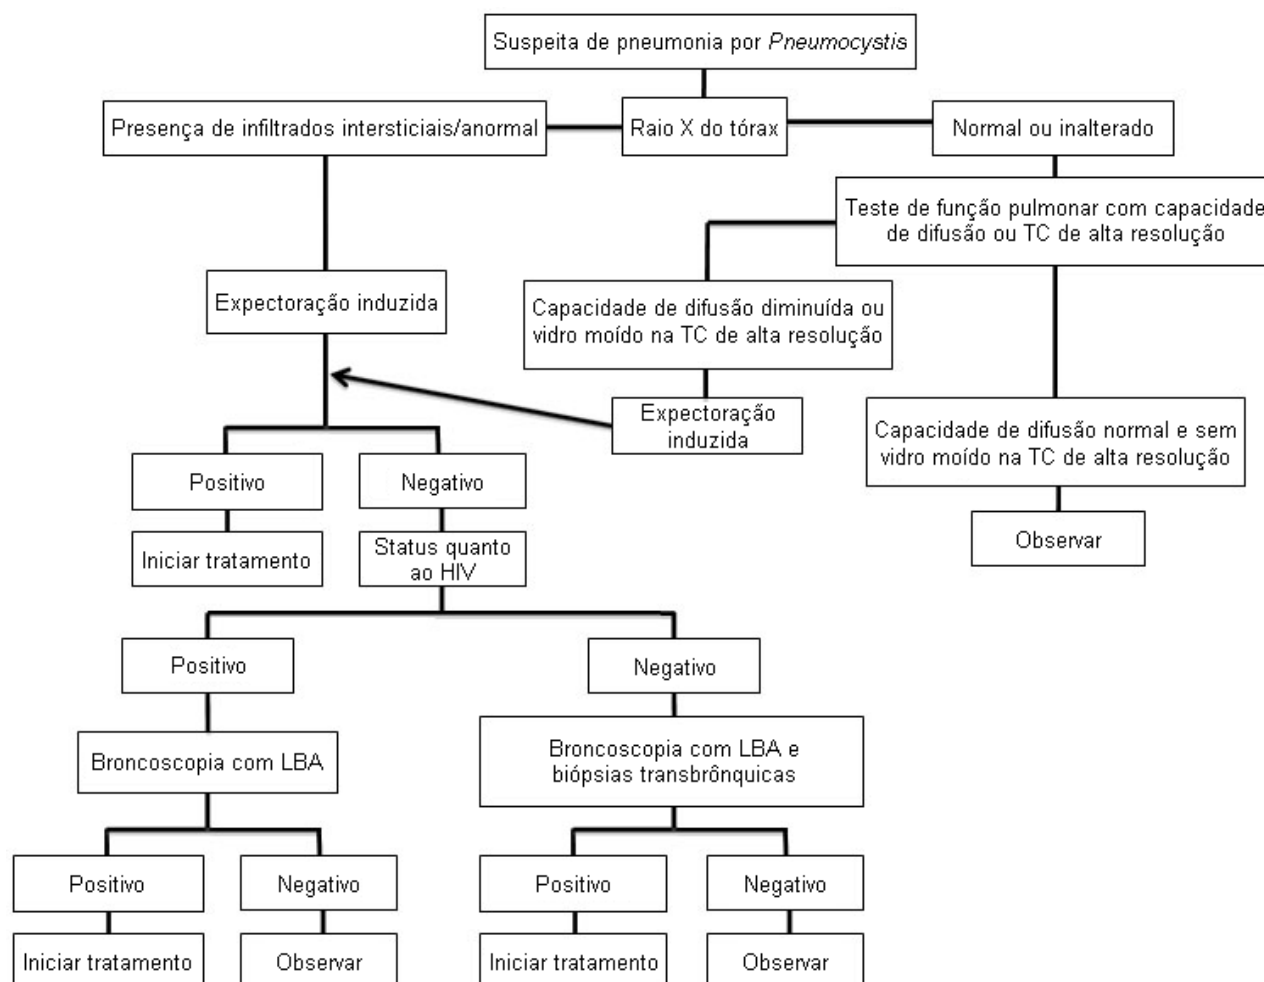 Suspeita de pneumonia por Pneumocystis
Presença de infiltrados intersticiais/anormal
Raio X do tórax
Normal ou inalterado
Teste de função pulmonar com capacidade
de difusão ou TC de alta resolução
Expectoração induzida
Capacidade de difusão diminuída ou
vidro moído na TC de alta resolução
Expectoração
induzida
Capacidade de difusão normal e sem
vidro moído na TC de alta resolução
Observar
Positivo
Negativo
Iniciar tratamento
Status quanto
ao HIV
Positivo
Negativo
Broncoscopia com LBA
Broncoscopia com LBA e
biópsias transbrônquicas
Positivo
Negativo
Positivo
Negativo
Iniciar tratamento
Observar
Iniciar tratamento
Observar